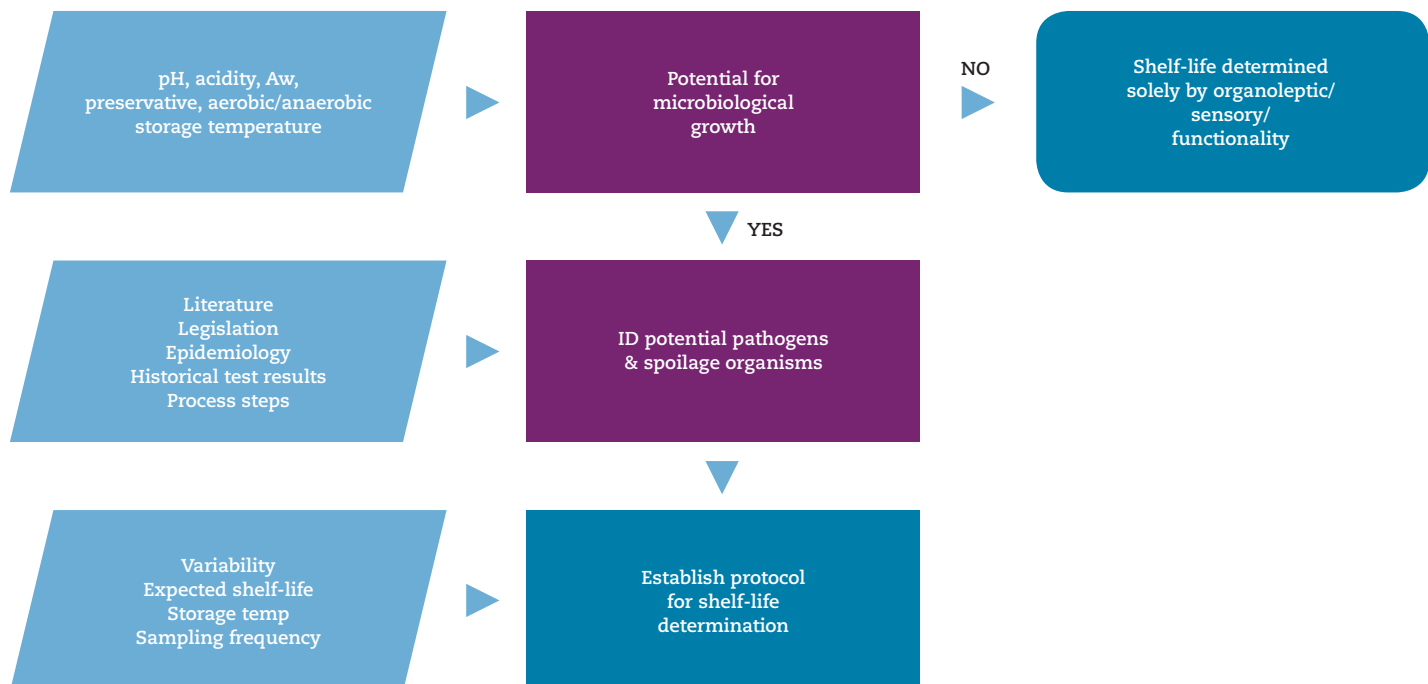 pH, acidity, Aw,
preservative, aerobic/anaerobic
storage temperature
Potential for
microbiological
growth
NO
Shelf-life determined
solely by organoleptic/
sensory/
functionality
YES
Literature
Legislation
Epidemiology
Historical test results
Process steps
ID potential pathogens
& spoilage organisms
Variability
Expected shelf-life
Storage temp
Sampling frequency
Establish protocol
for shelf-life
determination